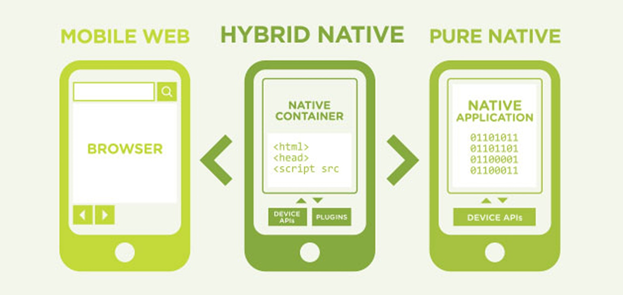 MOBILE WEB
HYBRID NATIVE
PURE NATIVE
BROWSER
NATIVE
CONTAINER
<html>
<head>
<script src
DEVICE
APIs
PLUGINS
NATIVE
APPLICATION
01101011
01101101
01100001
01100011
DEVICE APIs